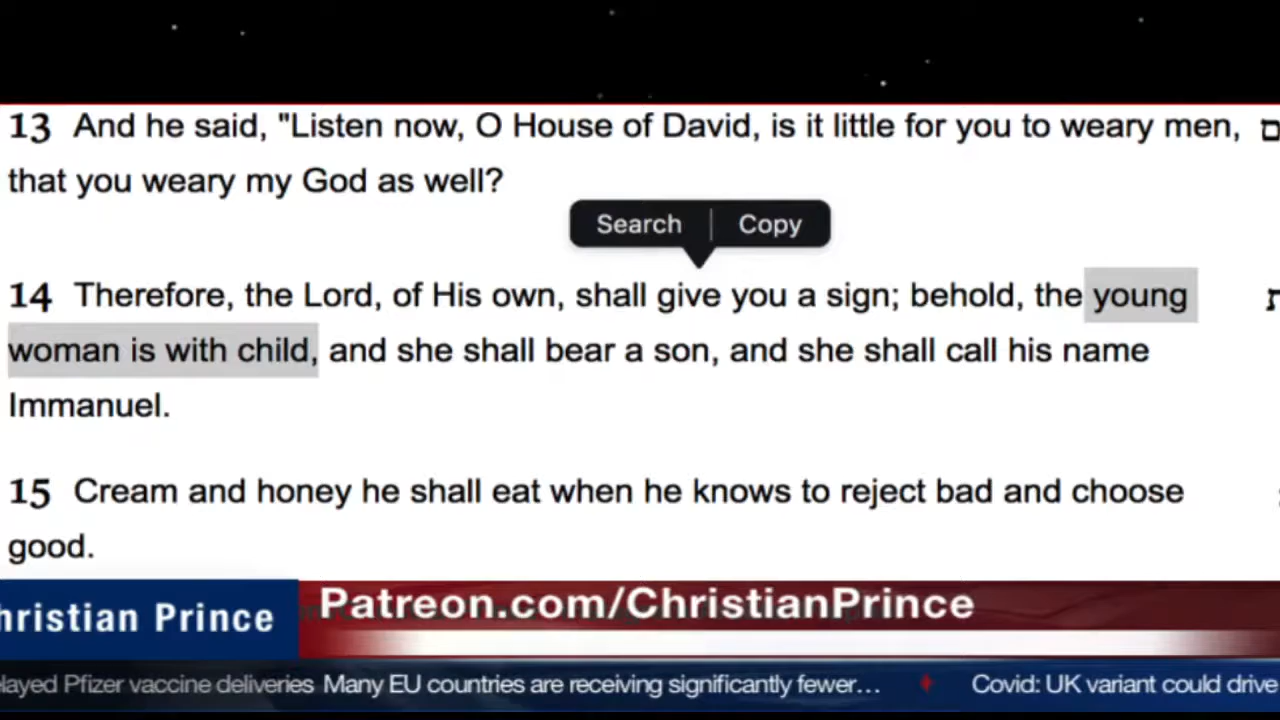 13 And he said, "Listen now, O House of David, is it little for you to weary men,
that you weary my God as well?
Search
Copy
14 Therefore, the Lord, of His own, shall give you a sign; behold, the young
woman is with child, and she shall bear a son, and she shall call his name
Immanuel.
15 Cream and honey he shall eat when he knows to reject bad and choose
good.
hristian Prince
Patreon.com/ChristianPrince
layed Pfizer vaccine deliveries Many EU countries are receiving significantly fewer... Covid: UK variant could drive